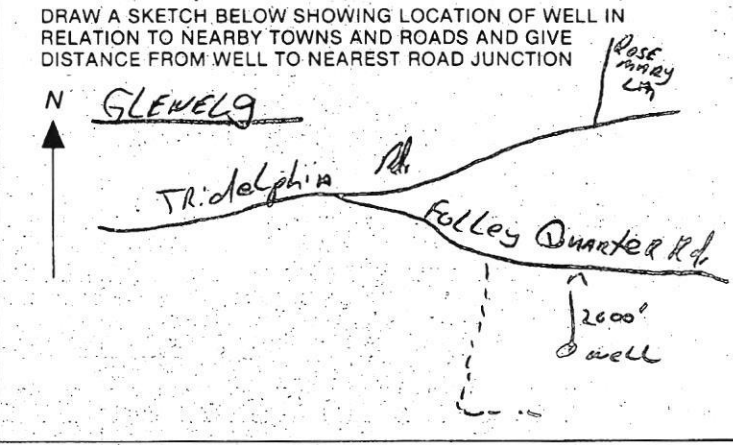 DRAW A SKETCH BELOW SHOWING LOCATION OF WELL IN
RELATION TO NEARBY TOWNS AND ROADS AND GIVE
DISTANCE FROM WELL TO NEAREST ROAD JUNCTION
ROSE
MARY
LN
N
GLENELg
TRidelphia Rd.
Folley Quarter Rd.
2000'
well